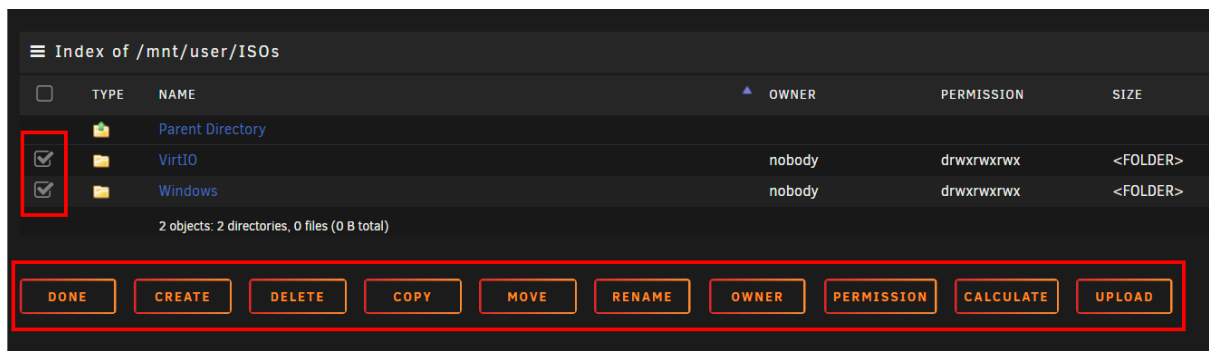 Index of /mnt/user/ISOs
TYPE NAME OWNER PERMISSION SIZE
Parent Directory
VirtIO nobody drwxrwxrwx <FOLDER>
Windows nobody drwxrwxrwx <FOLDER>
2 objects: 2 directories, 0 files (0 B total)
DONE CREATE DELETE COPY MOVE RENAME OWNER PERMISSION CALCULATE UPLOAD